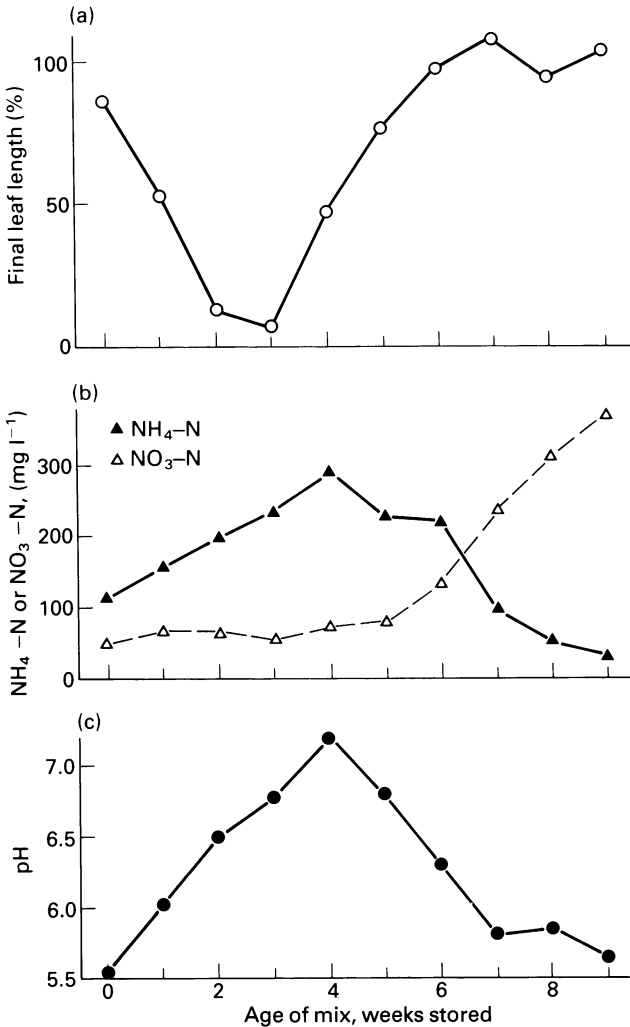 (a)
Final leaf length (%)
100
50
0
(b)
NH₄–N
NO₃–N
NH₄ –N or NO₃ –N, (mg l⁻¹)
300
200
100
0
(c)
pH
7.0
6.5
6.0
5.5
0 2 4 6 8
Age of mix, weeks stored